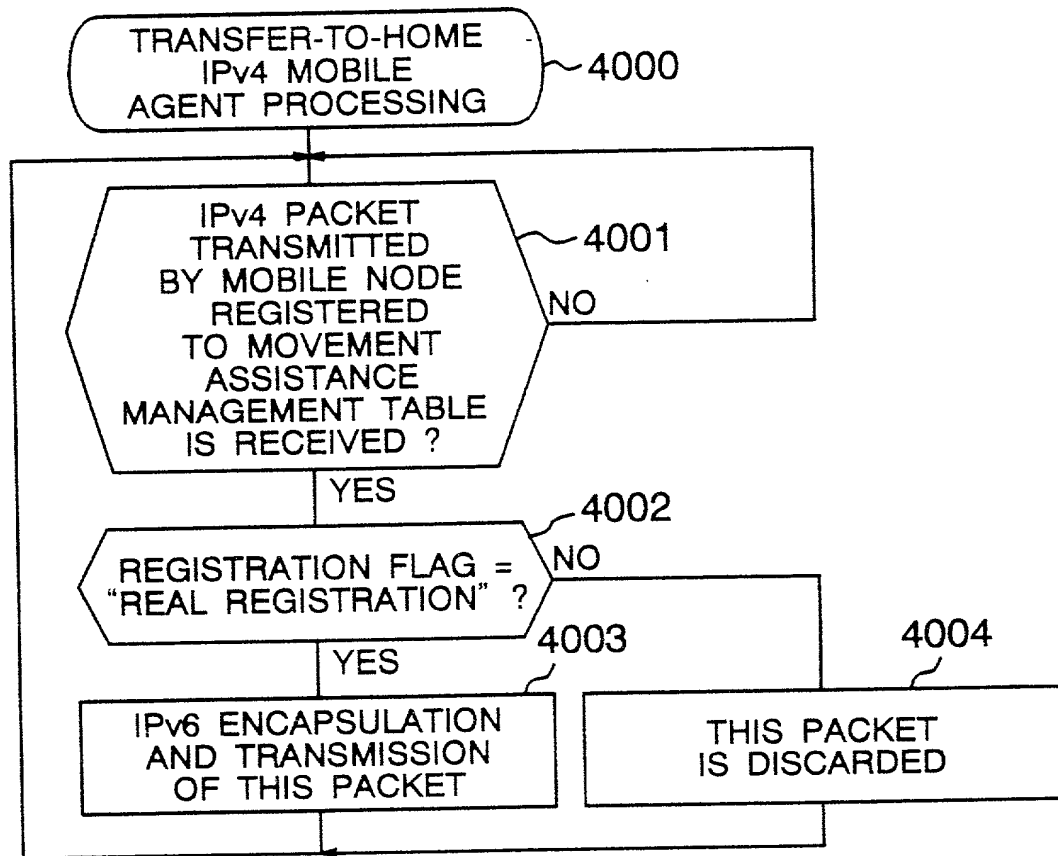 TRANSFER-TO-HOME
IPv4 MOBILE
AGENT PROCESSING
4000
IPv4 PACKET
TRANSMITTED
BY MOBILE NODE
REGISTERED
TO MOVEMENT
ASSISTANCE
MANAGEMENT TABLE
IS RECEIVED ?
4001
NO
YES
4002
REGISTRATION FLAG =
“REAL REGISTRATION” ?
NO
YES
4003
IPv6 ENCAPSULATION
AND TRANSMISSION
OF THIS PACKET
4004
THIS PACKET
IS DISCARDED